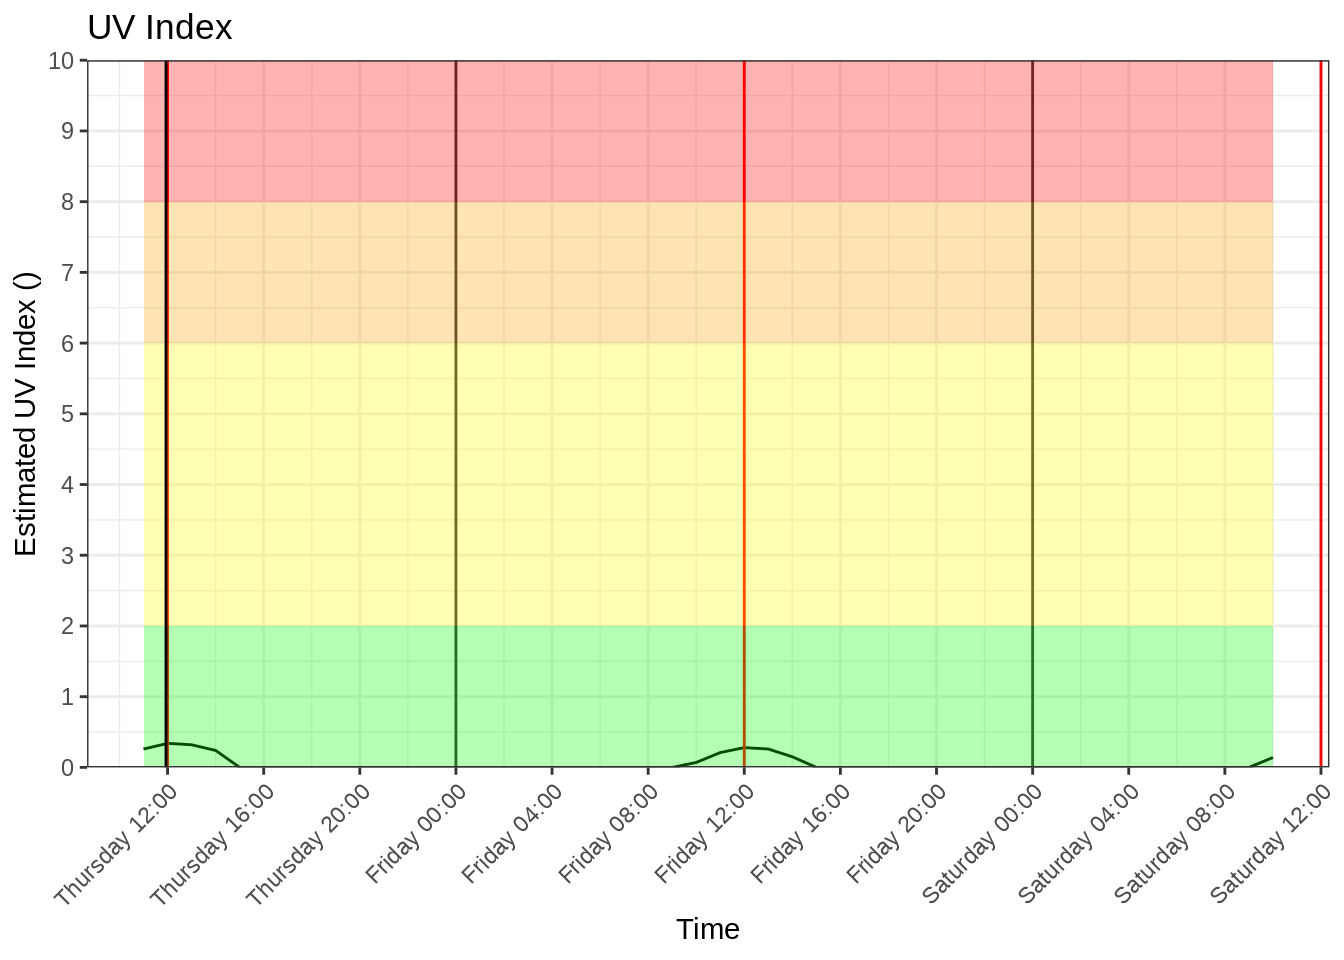 UV Index
Estimated UV Index ()
10
9
8
7
6
5
4
3
2
1
0
Thursday 12:00
Thursday 16:00
Thursday 20:00
Friday 00:00
Friday 04:00
Friday 08:00
Friday 12:00
Friday 16:00
Friday 20:00
Saturday 00:00
Saturday 04:00
Saturday 08:00
Saturday 12:00
Time